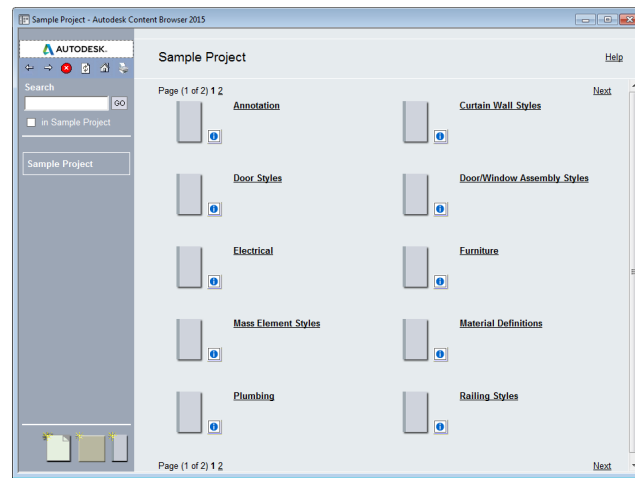 Sample Project - Autodesk Content Browser 2015
AUTODESK.
Sample Project
Help
Search
GO
in Sample Project
Sample Project
Page (1 of 2) 1 2
Next
Annotation
Curtain Wall Styles
Door Styles
Door/Window Assembly Styles
Electrical
Furniture
Mass Element Styles
Material Definitions
Plumbing
Railing Styles
Page (1 of 2) 1 2
Next